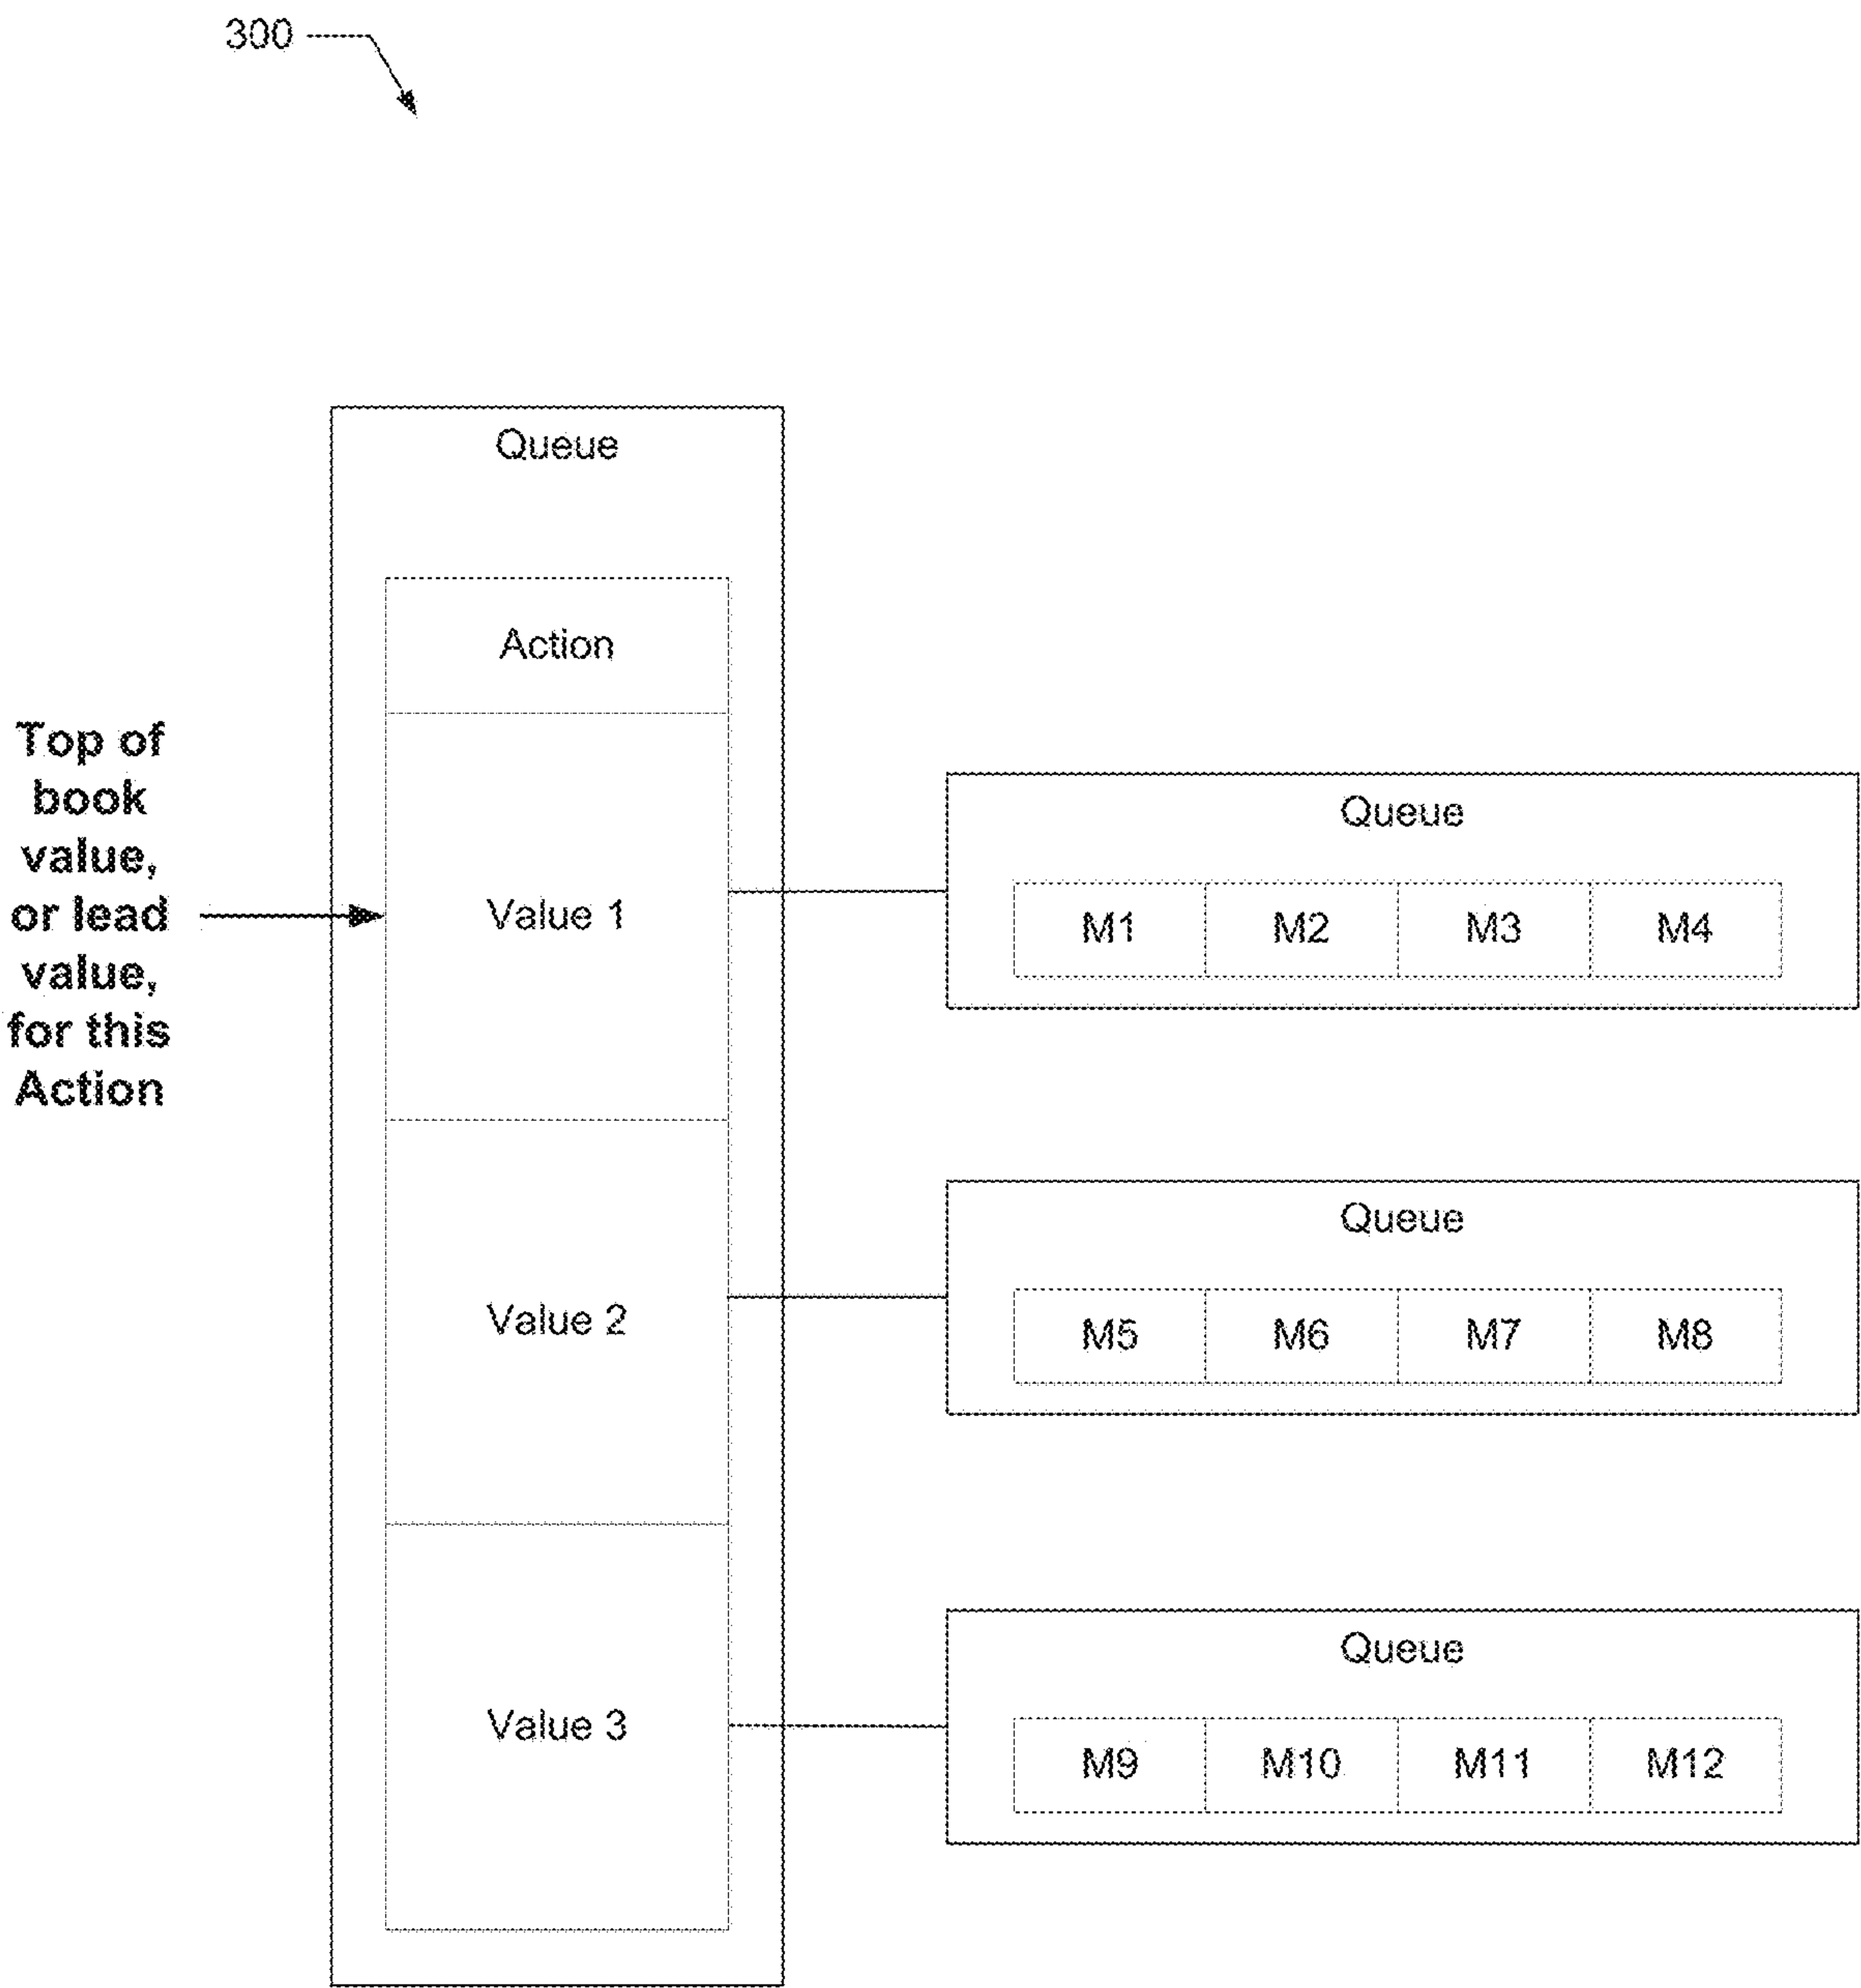 300
Queue
Action
Top of
book
value,
or lead
value,
for this
Action
Value 1
Queue
M1 M2 M3 M4
Value 2
Queue
M5 M6 M7 M8
Value 3
Queue
M9 M10 M11 M12